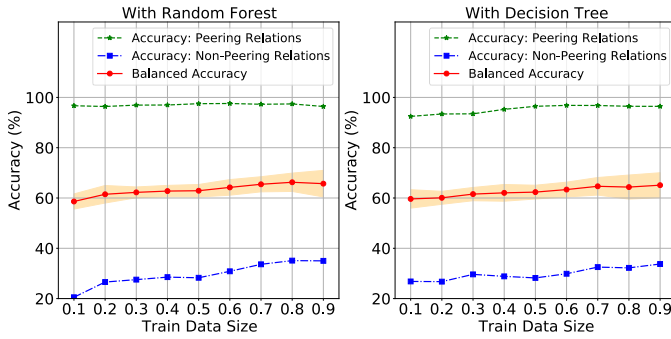 With Random Forest
Accuracy: Peering Relations
Accuracy: Non-Peering Relations
Balanced Accuracy
Accuracy (%)
100
80
60
40
20
0.1 0.2 0.3 0.4 0.5 0.6 0.7 0.8 0.9
Train Data Size
With Decision Tree
Accuracy: Peering Relations
Accuracy: Non-Peering Relations
Balanced Accuracy
Accuracy (%)
100
80
60
40
20
0.1 0.2 0.3 0.4 0.5 0.6 0.7 0.8 0.9
Train Data Size